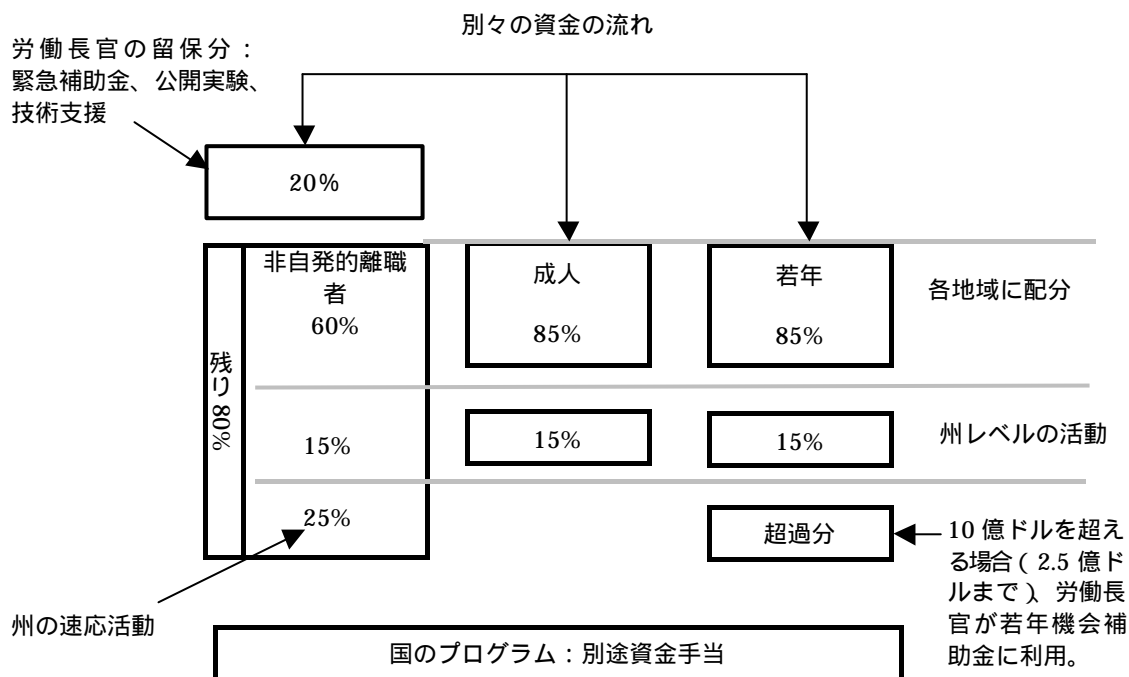 別々の資金の流れ
労働長官の留保分：
緊急補助金、公開実験、
技術支援
20%
残り 80%
非自発的離職
者
60%
成人
85%
若年
85%
各地域に配分
15%
15%
15%
州レベルの活動
25%
超過分
10 億ドルを超え
る場合（2.5 億ド
ルまで）、労働長
官が若年機会補
助金に利用。
州の速応活動
国のプログラム：別途資金手当